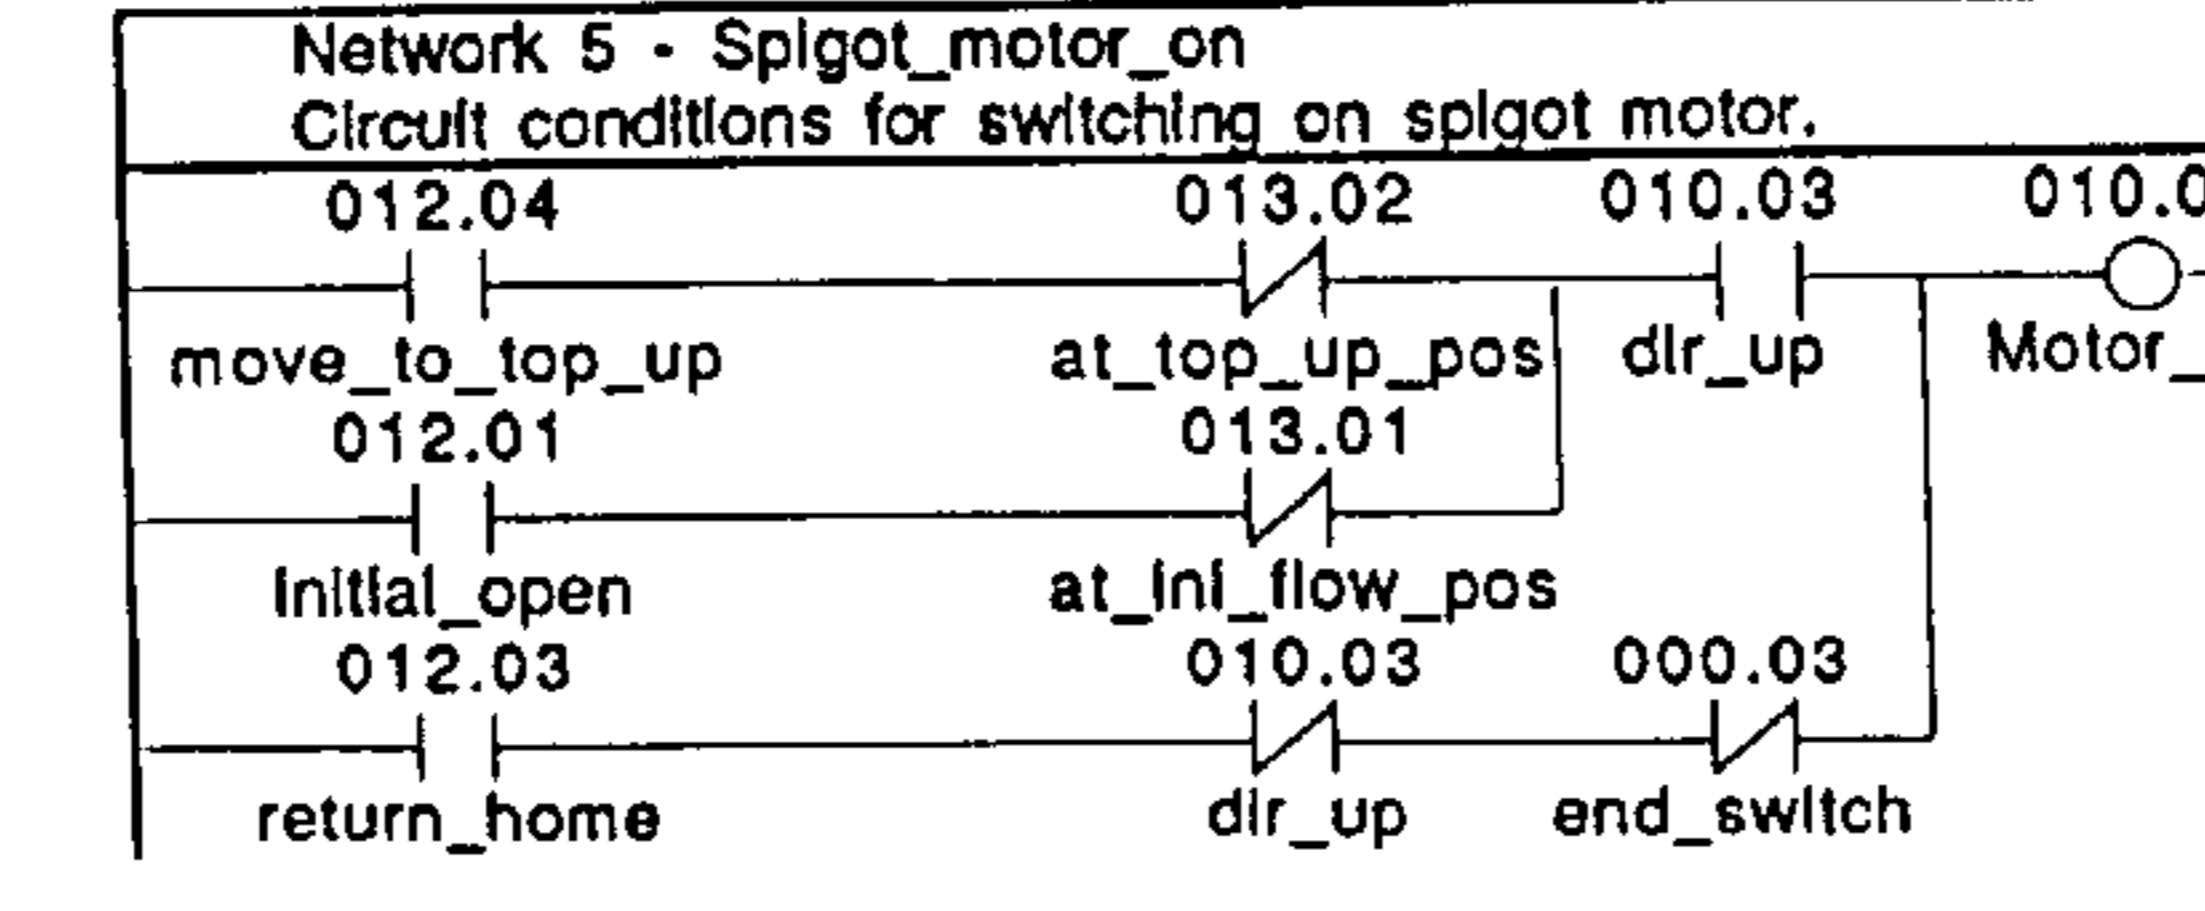 Network 5 - Spigot_motor_on
Circuit conditions for switching on spigot motor.
012.04 013.02 010.03 010.0
move_to_top_up at_top_up_pos dir_up Motor_
012.01 013.01
Initial_open at_ini_flow_pos
012.03 010.03 000.03
return_home dir_up end_switch